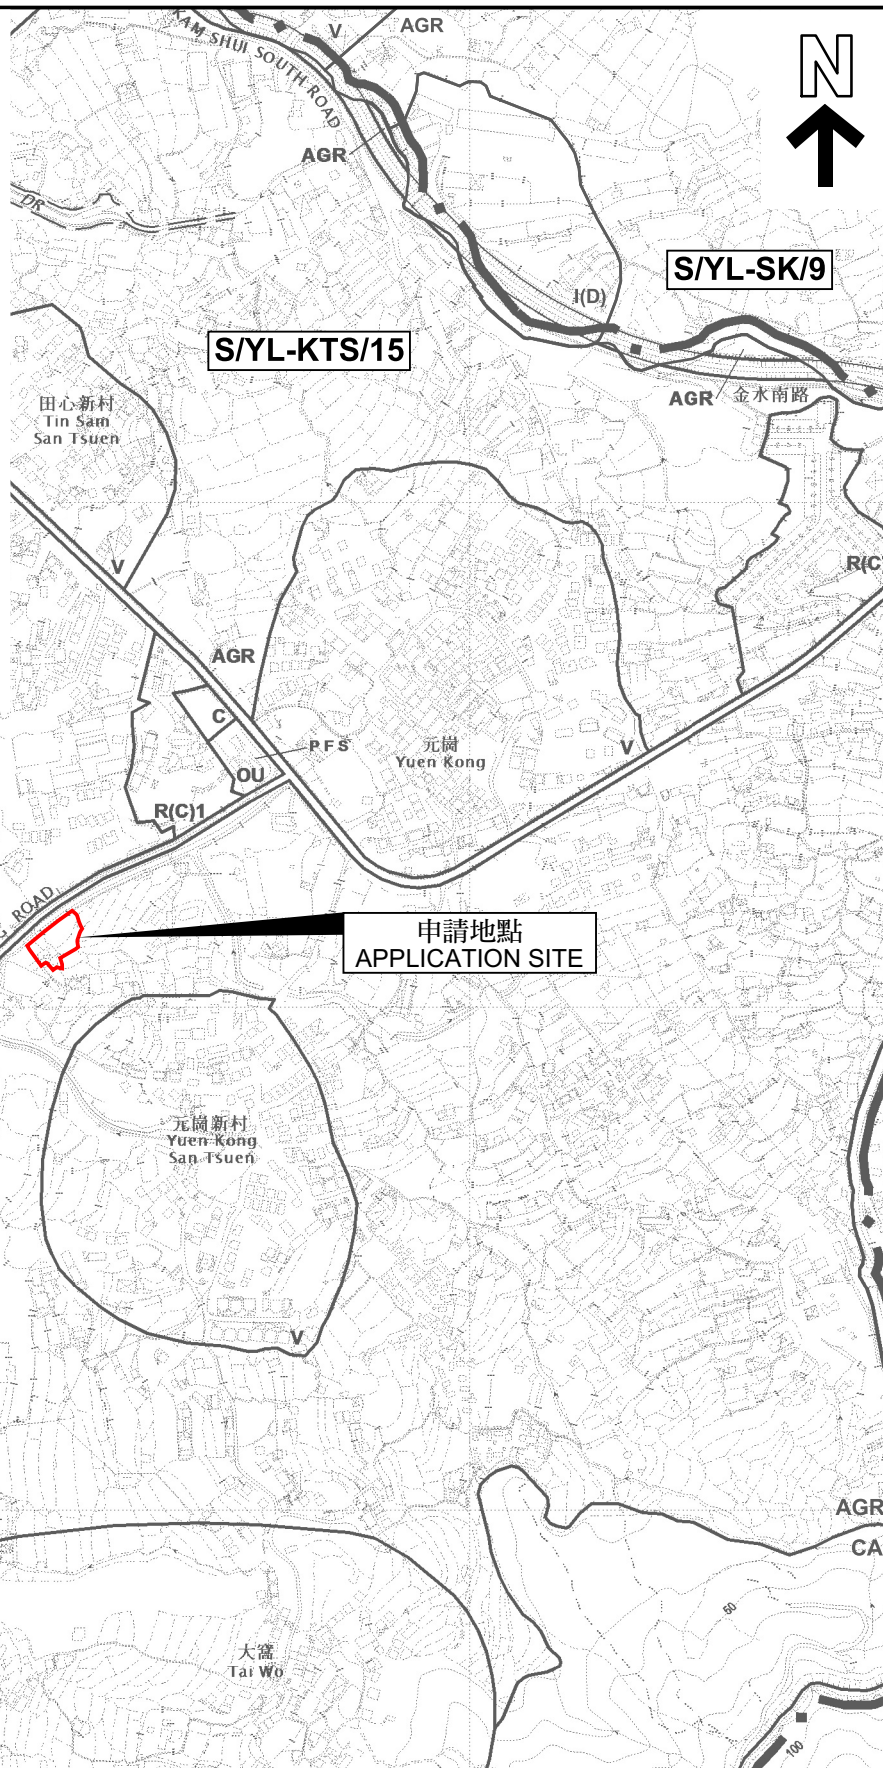 V
AGR
N
KAM SHUI SOUTH ROAD
AGR
DR
S/YL-SK/9
I(D)
S/YL-KTS/15
AGR
金水南路
田心新村
Tin Sam
San Tsuen
R(C
V
AGR
C
PFS
元崗
Yuen Kong
V
OU
R(C)1
ROAD
申請地點
APPLICATION SITE
元崗新村
Yuen Kong
San Tsuen
V
AGR
CA
50
大窩
Tai Wo
100